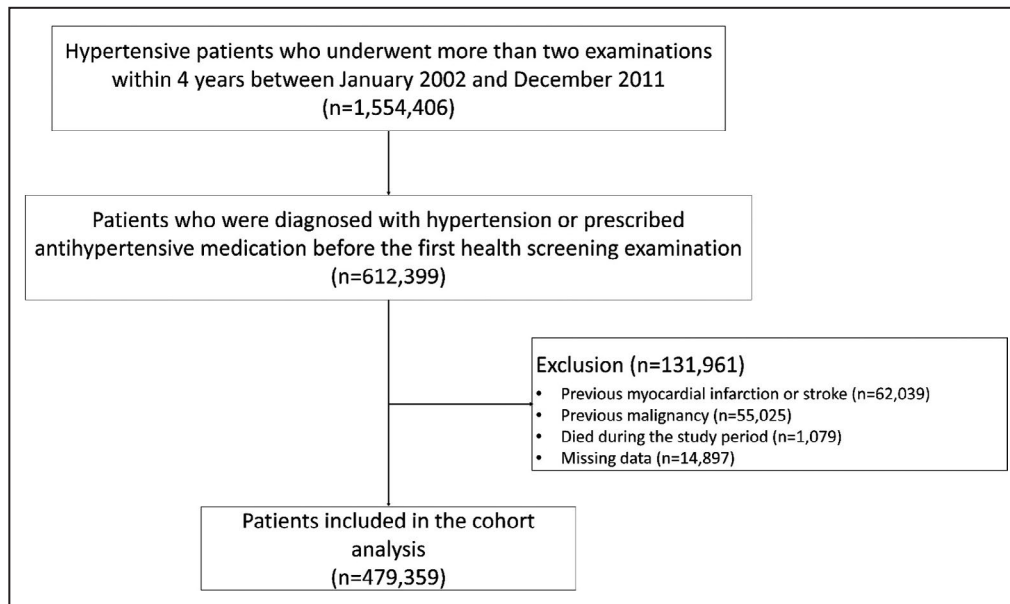 Hypertensive patients who underwent more than two examinations
within 4 years between January 2002 and December 2011
(n=1,554,406)
Patients who were diagnosed with hypertension or prescribed
antihypertensive medication before the first health screening examination
(n=612,399)
Exclusion (n=131,961)
• Previous myocardial infarction or stroke (n=62,039)
• Previous malignancy (n=55,025)
• Died during the study period (n=1,079)
• Missing data (n=14,897)
Patients included in the cohort
analysis
(n=479,359)